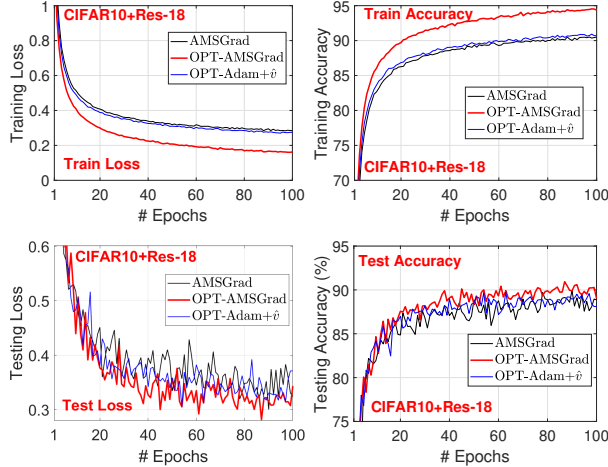 CIFAR10+Res-18
AMSGrad
OPT-AMSGrad
OPT-Adam+v̂
Train Loss
Training Loss
1
0.8
0.6
0.4
0.2
0
1 20 40 60 80 100
# Epochs
Train Accuracy
AMSGrad
OPT-AMSGrad
OPT-Adam+v̂
CIFAR10+Res-18
Training Accuracy
95
90
85
80
75
70
1 20 40 60 80 100
# Epochs
CIFAR10+Res-18
AMSGrad
OPT-AMSGrad
OPT-Adam+v̂
Test Loss
Testing Loss
0.6
0.5
0.4
0.3
1 20 40 60 80 100
# Epochs
Test Accuracy
AMSGrad
OPT-AMSGrad
OPT-Adam+v̂
CIFAR10+Res-18
Testing Accuracy (%)
95
90
85
80
75
1 20 40 60 80 100
# Epochs